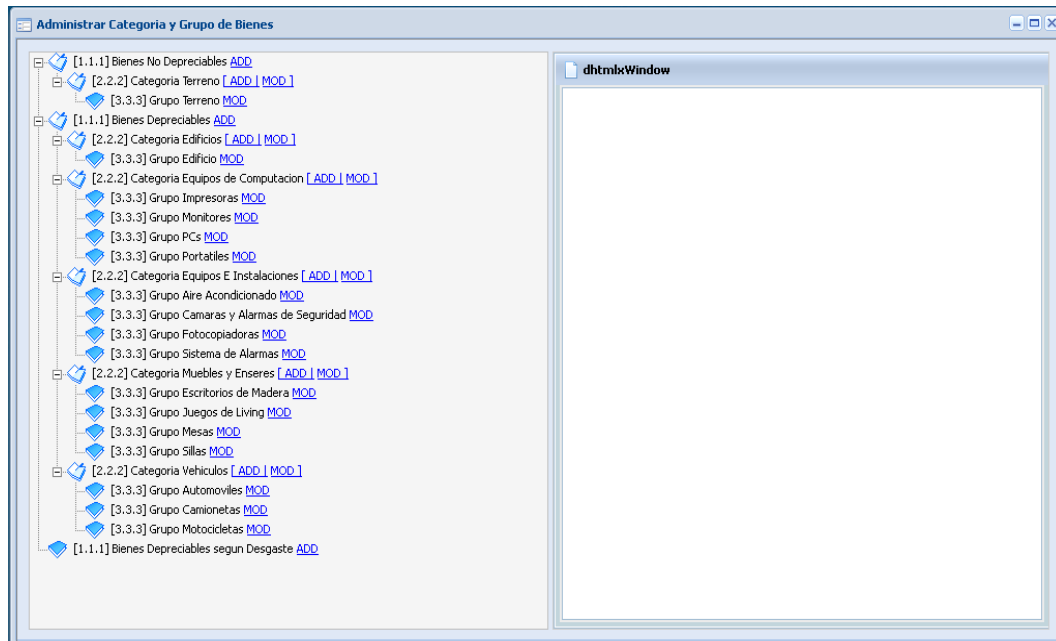 Administrar Categoria y Grupo de Bienes
[1.1.1] Bienes No Depreciables ADD
[2.2.2] Categoria Terreno [ ADD | MOD ]
[3.3.3] Grupo Terreno MOD
[1.1.1] Bienes Depreciables ADD
[2.2.2] Categoria Edificios [ ADD | MOD ]
[3.3.3] Grupo Edificio MOD
[2.2.2] Categoria Equipos de Computacion [ ADD | MOD ]
[3.3.3] Grupo Impresoras MOD
[3.3.3] Grupo Monitores MOD
[3.3.3] Grupo PCs MOD
[3.3.3] Grupo Portatiles MOD
[2.2.2] Categoria Equipos E Instalaciones [ ADD | MOD ]
[3.3.3] Grupo Aire Acondicionado MOD
[3.3.3] Grupo Camaras y Alarmas de Seguridad MOD
[3.3.3] Grupo Fotocopiadoras MOD
[3.3.3] Grupo Sistema de Alarmas MOD
[2.2.2] Categoria Muebles y Enseres [ ADD | MOD ]
[3.3.3] Grupo Escritorios de Madera MOD
[3.3.3] Grupo Juegos de Living MOD
[3.3.3] Grupo Mesas MOD
[3.3.3] Grupo Sillas MOD
[2.2.2] Categoria Vehiculos [ ADD | MOD ]
[3.3.3] Grupo Automoviles MOD
[3.3.3] Grupo Camionetas MOD
[3.3.3] Grupo Motocicletas MOD
[1.1.1] Bienes Depreciables segun Desgaste ADD
dhtmlxWindow